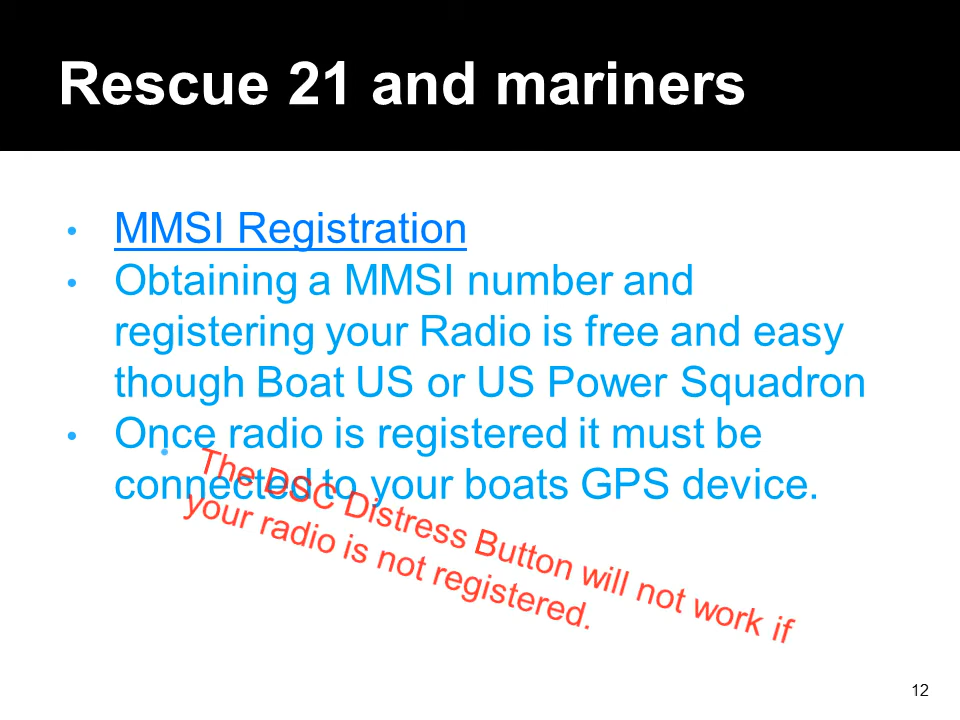 Rescue 21 and mariners
• MMSI Registration
• Obtaining a MMSI number and
registering your Radio is free and easy
though Boat US or US Power Squadron
• Once radio is registered it must be
connected to your boats GPS device.
• The DSC Distress Button will not work if
your radio is not registered.
12